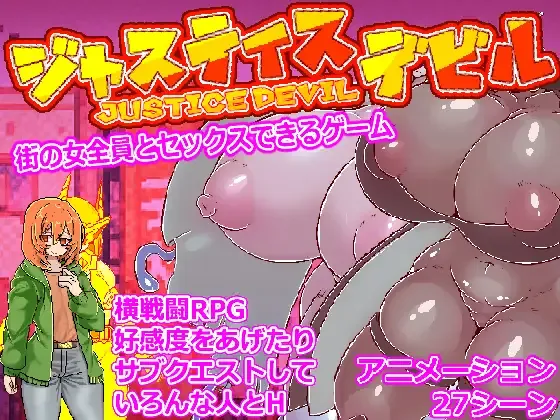 ジャスティスデビル
JUSTICE DEVIL
街の女全員とセックスできるゲーム
横戦闘RPG
好感度をあげたり
サブクエストして
いろんな人とH
アニメーション
27シーン